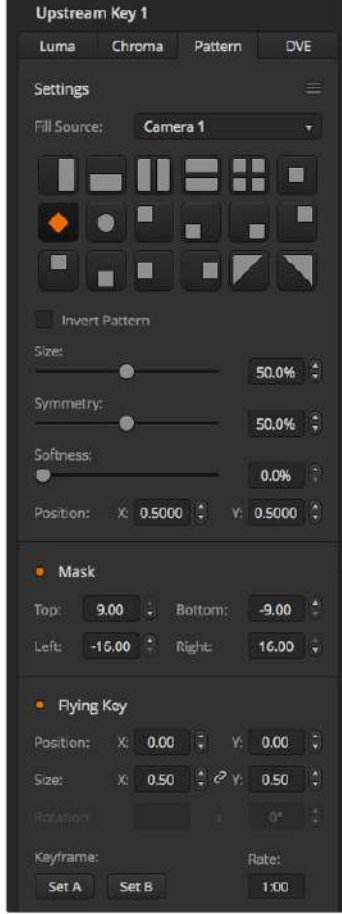 Upstream Key 1
Luma Chroma Pattern DVE
Settings
Fill Source: Camera 1
Invert Pattern
Size:
50.0%
Symmetry:
50.0%
Softness:
0.0%
Position: X: 0.5000 Y: 0.5000
Mask
Top: 9.00 Bottom: -9.00
Left: -16.00 Right: 16.00
Flying Key
Position: X: 0.00 Y: 0.00
Size: X: 0.50 Y: 0.50
Rotation: 0°
Keyframe: Rate:
Set A Set B 1:00